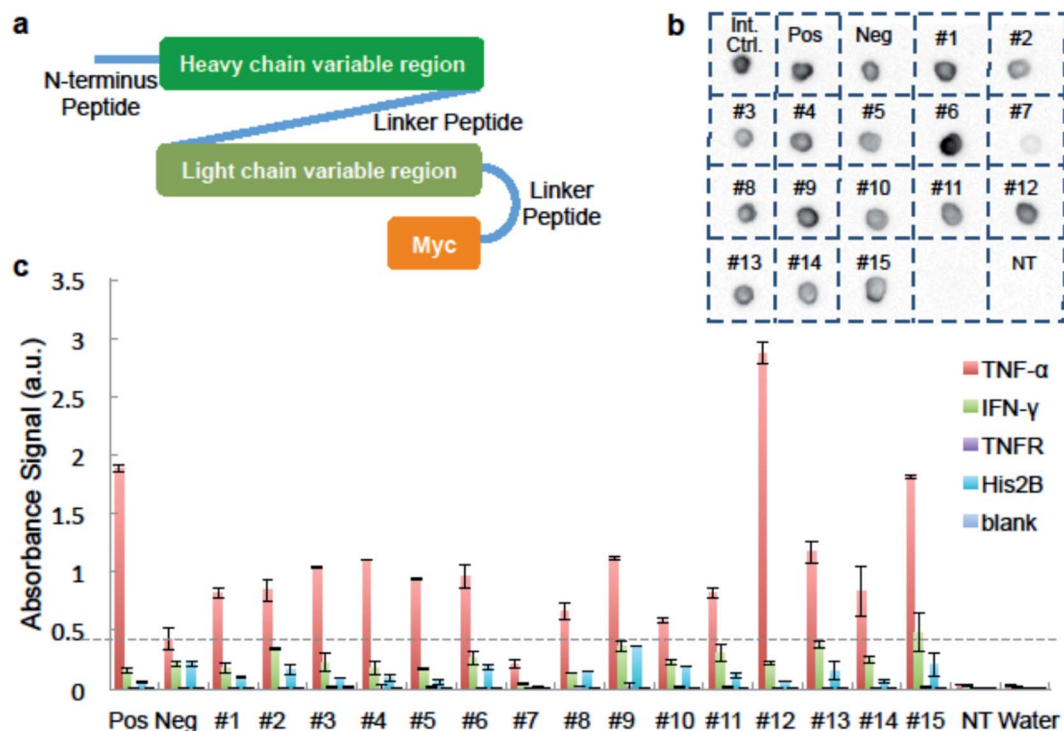 a
Heavy chain variable region
N-terminus
Peptide
Linker Peptide
Light chain variable region
Linker
Peptide
Myc
b
Int.
Ctrl.
Pos
Neg
#1
#2
#3
#4
#5
#6
#7
#8
#9
#10
#11
#12
#13
#14
#15
NT
c
Absorbance Signal (a.u.)
3.5
3
2.5
2
1.5
1
0.5
0
TNF-α
IFN-γ
TNFR
His2B
blank
Pos Neg #1 #2 #3 #4 #5 #6 #7 #8 #9 #10 #11 #12 #13 #14 #15 NT Water